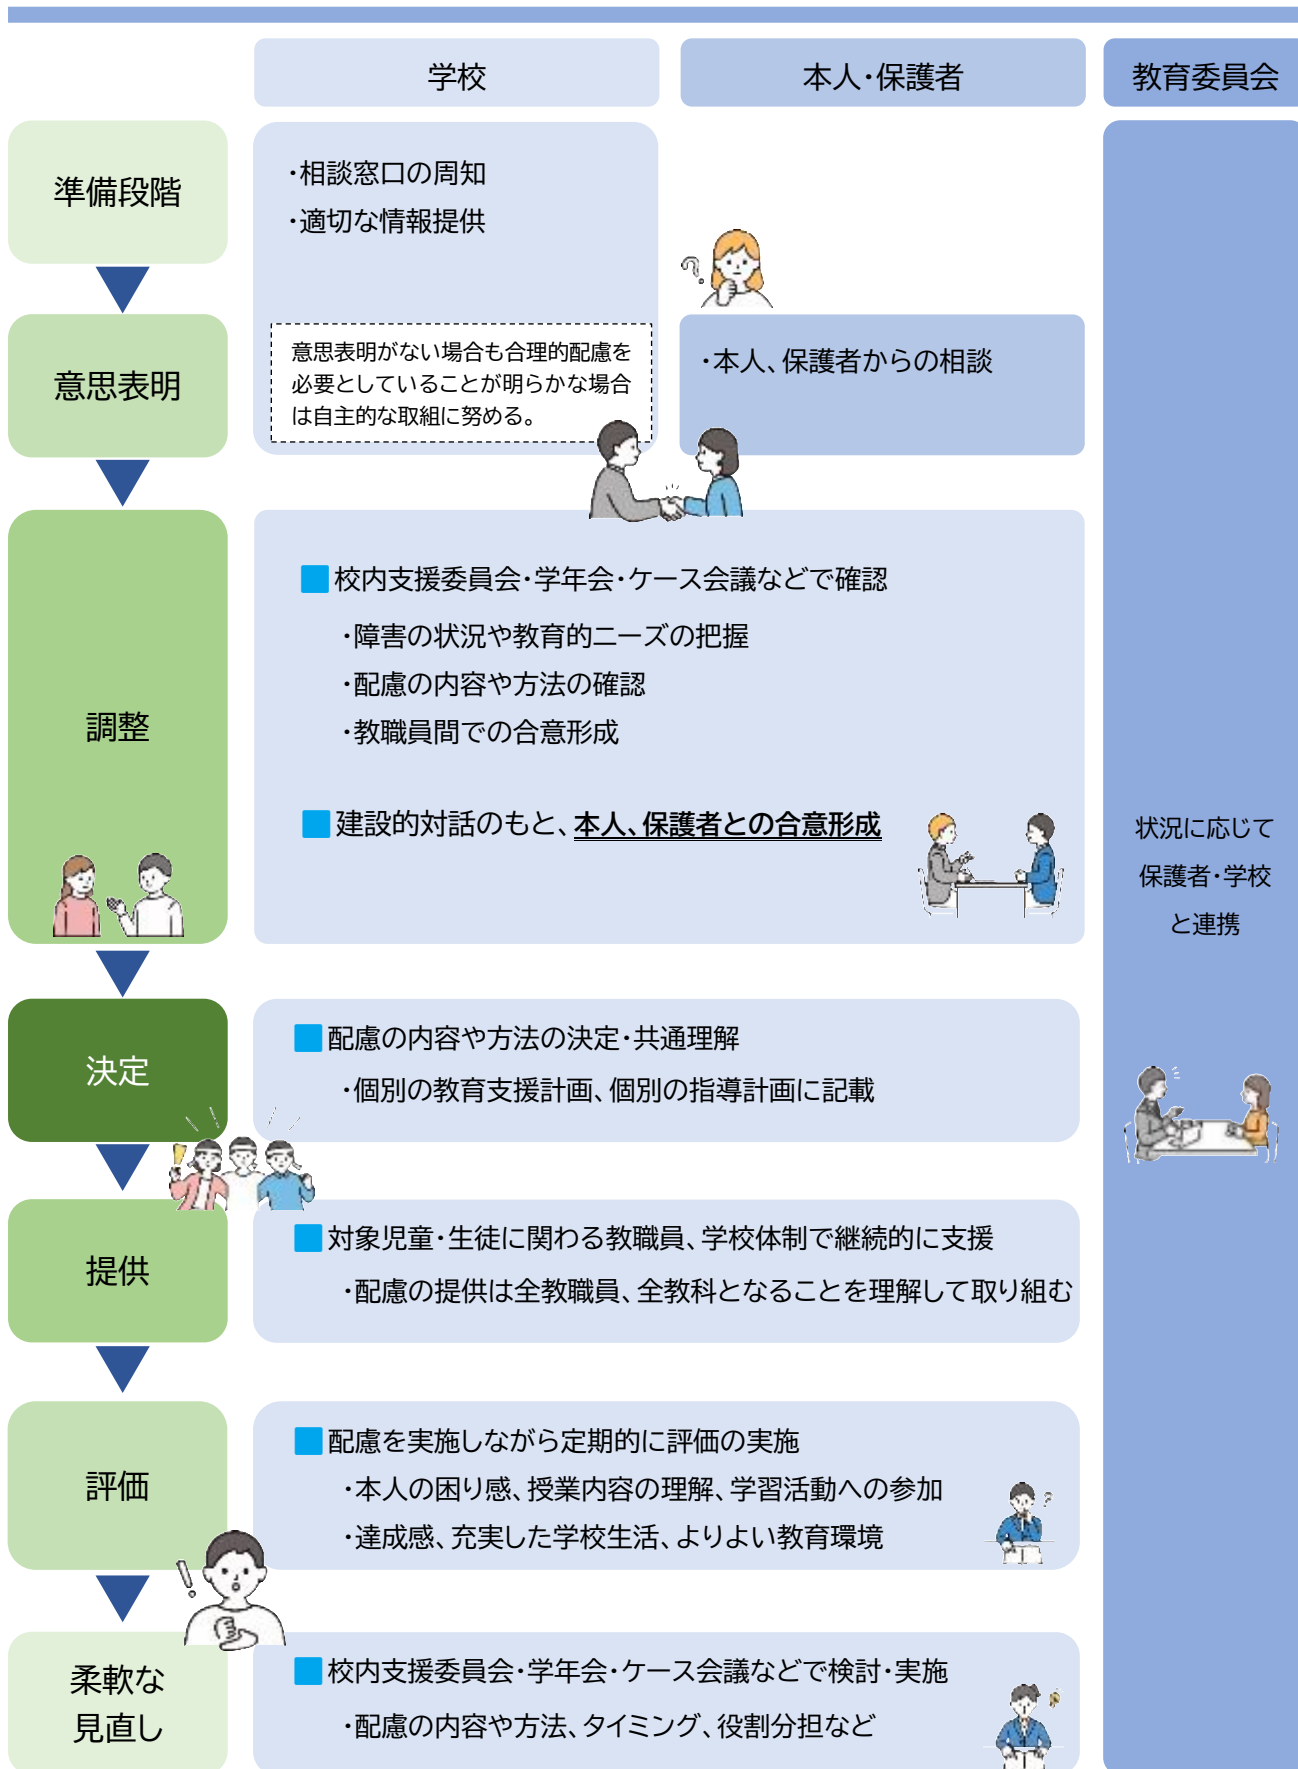 学校
本人・保護者
教育委員会
準備段階
・相談窓口の周知
・適切な情報提供
意思表明
意思表明がない場合も合理的配慮を
必要としていることが明らかな場合
は自主的な取組に努める。
・本人、保護者からの相談
調整
校内支援委員会・学年会・ケース会議などで確認
・障害の状況や教育的ニーズの把握
・配慮の内容や方法の確認
・教職員間での合意形成
建設的対話のもと、本人、保護者との合意形成
状況に応じて
保護者・学校
と連携
決定
配慮の内容や方法の決定・共通理解
・個別の教育支援計画、個別の指導計画に記載
提供
対象児童・生徒に関わる教職員、学校体制で継続的に支援
・配慮の提供は全教職員、全教科となることを理解して取り組む
評価
配慮を実施しながら定期的に評価の実施
・本人の困り感、授業内容の理解、学習活動への参加
・達成感、充実した学校生活、よりよい教育環境
柔軟な
見直し
校内支援委員会・学年会・ケース会議などで検討・実施
・配慮の内容や方法、タイミング、役割分担など